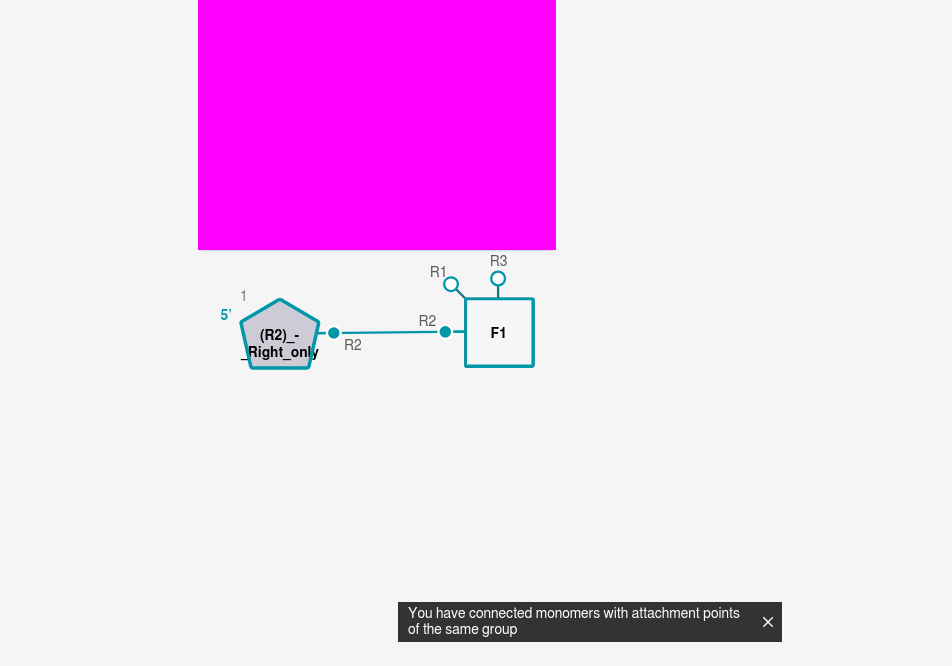 R3
R1
1
5’
R2
(R2)_-
_Right_only
R2
F1
You have connected monomers with attachment points
of the same group